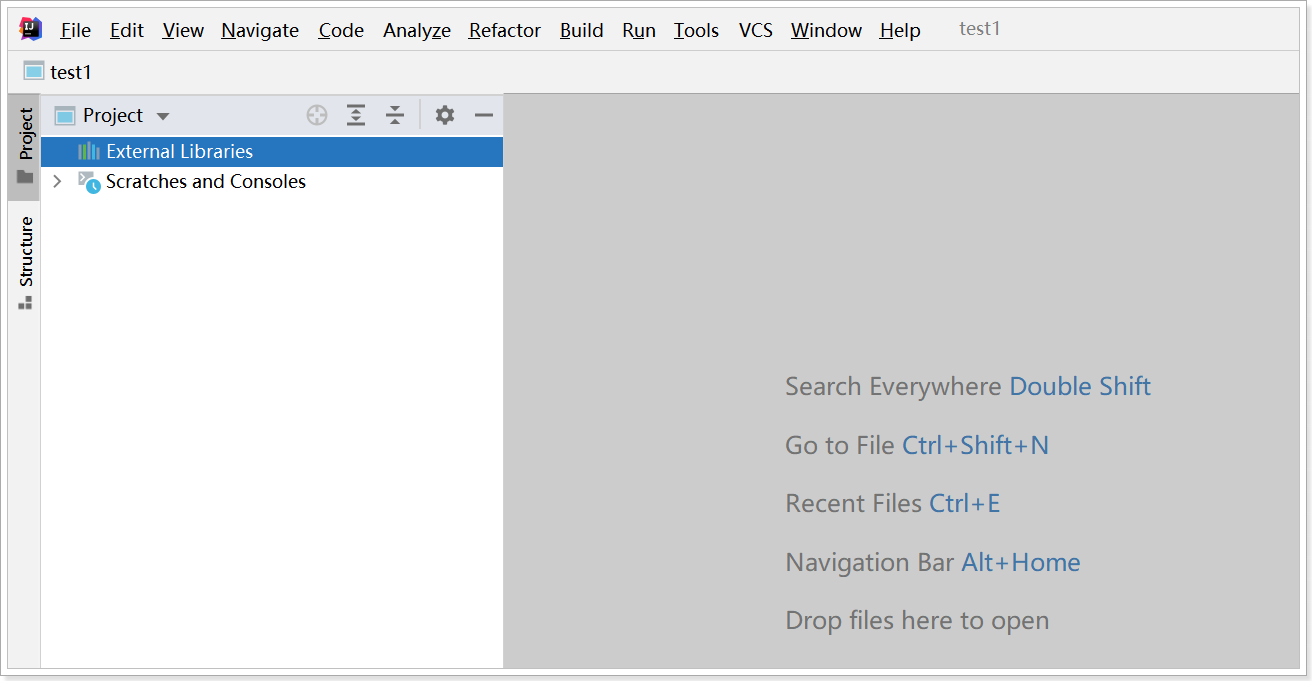 File Edit View Navigate Code Analyze Refactor Build Run Tools VCS Window Help test1
test1
Project
Project
External Libraries
Scratches and Consoles
Structure
Search Everywhere Double Shift
Go to File Ctrl+Shift+N
Recent Files Ctrl+E
Navigation Bar Alt+Home
Drop files here to open